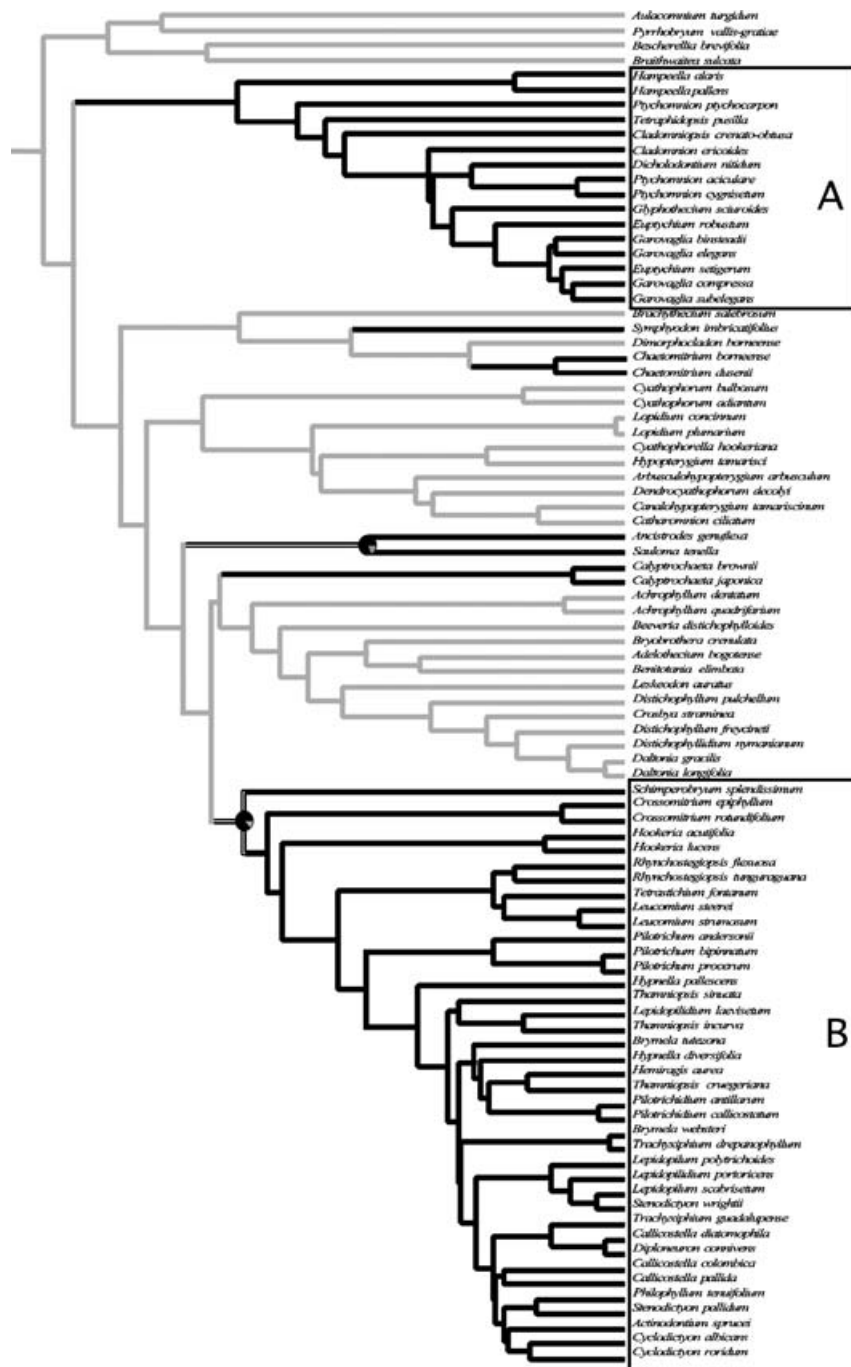 Aulacomnium turgidum
Pyrrhobryum vallis-gratiae
Bescherellia brevifolia
Braithwaitea sulcata
Hampeella alaris
Hampeella pallens
Ptychomnion ptychocarpon
Tetraphidopsis pusilla
Cladomniopsis crenato-obtusa
Cladomnion ericoides
Dicholodontium nitidum
Ptychomnion aciculare
Ptychomnion cygnisetum
Glyphothecium sciuroides
Euptychium robustum
Garovaglia binsteadii
Garovaglia elegans
Euptychium setigerum
Garovaglia compressa
Garovaglia subelegans
A
Brachythecium salebrosum
Symphyodon imbricatifolius
Dimorphocladon borneense
Chaetomitrium borneense
Chaetomitrium dusenii
Cyathophorum bulbosum
Cyathophorum adiantum
Lopidium concinnum
Lopidium plumarium
Cyathophorella hookeriana
Hypopterygium tamarisci
Arbusculohypopterygium arbusculum
Dendrocyathophorum decolyi
Canalohypopterygium tamariscinum
Catharomnion ciliatum
Ancistrodes genuflexa
Sauloma tenella
Calyptrochaeta brownii
Calyptrochaeta japonica
Achrophyllum dentatum
Achrophyllum quadrifarium
Beeveria distichophylloides
Bryobrothera crenulata
Adelothecium bogotense
Benitotania elimbata
Leskeodon auratus
Distichophyllum pulchellum
Crosbya straminea
Distichophyllum freycineti
Distichophyllidium nymanianum
Daltonia gracilis
Daltonia longifolia
Schimperobryum splendissimum
Crossomitrium epiphyllum
Crossomitrium rotundifolium
Hookeria acutifolia
Hookeria lucens
Rhynchostegiopsis flexuosa
Rhynchostegiopsis tunguraguana
Tetrastichium fontanum
Leucomium steerei
Leucomium strumosum
Pilotrichum andersonii
Pilotrichum bipinnatum
Pilotrichum procerum
Hypnella pallescens
Thamniopsis sinuata
Lepidopilidium laevisetum
Thamniopsis incurva
Brymela tutezona
Hypnella diversifolia
Hemiragis aurea
Thamniopsis cruegeriana
Pilotrichidium antillarum
Pilotrichidium callicostatum
Brymela websteri
Trachyxiphium drepanophyllum
Lepidopilum polytrichoides
Lepidopilidium portoricens
Lepidopilum scabrisetum
Stenodictyon wrightii
Trachyxiphium guadalupense
Callicostella diatomophila
Diploneuron connivens
Callicostella colombica
Callicostella pallida
Philophyllum tenuifolium
Stenodictyon pallidum
Actinodontium sprucei
Cyclodictyon albicans
Cyclodictyon roridum
B